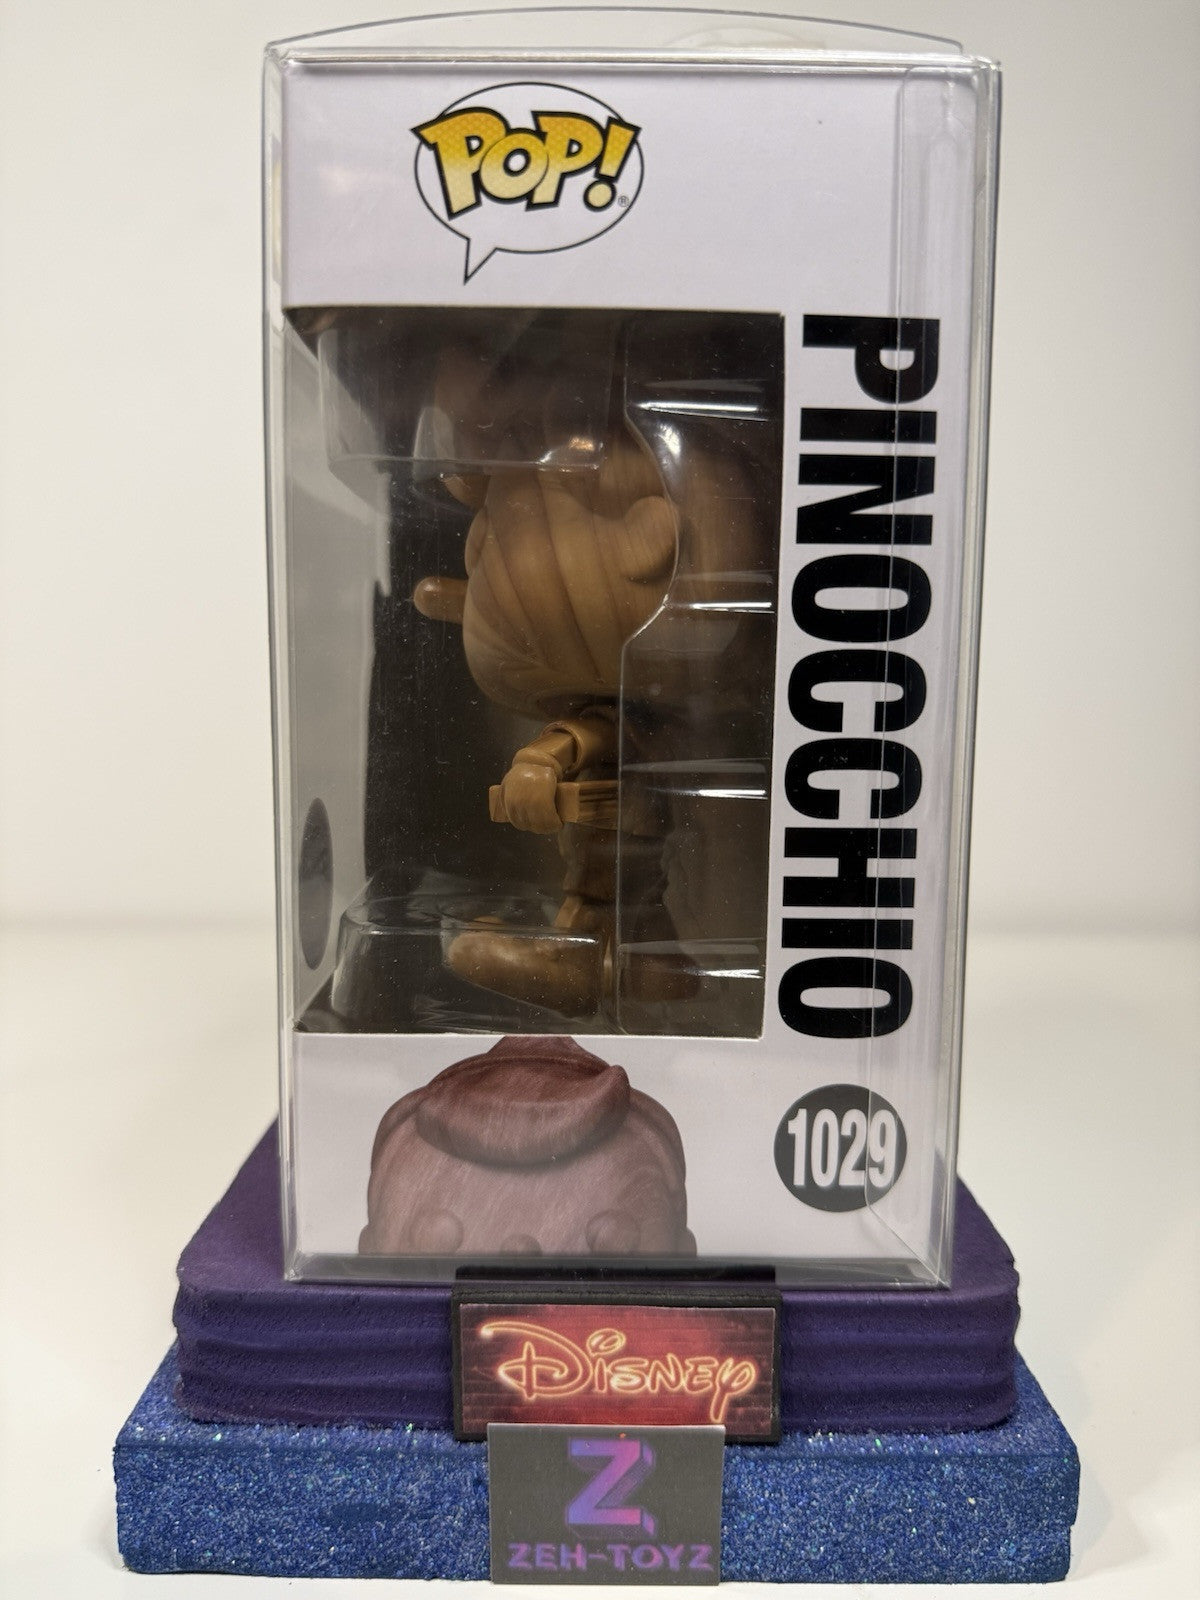 POP!®
PINOCCHIO
1029
DISNEY
Z
ZEH-TOYZ